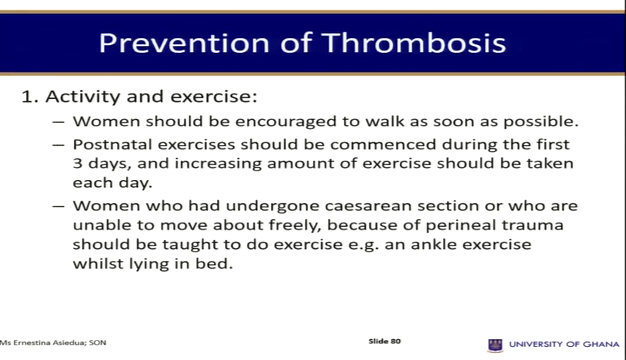 Prevention of Thrombosis
1. Activity and exercise:
– Women should be encouraged to walk as soon as possible.
– Postnatal exercises should be commenced during the first
3 days, and increasing amount of exercise should be taken
each day.
– Women who had undergone caesarean section or who are
unable to move about freely, because of perineal trauma
should be taught to do exercise e.g. an ankle exercise
whilst lying in bed.
Ms Ernestina Asiedua; SON
Slide 80
UNIVERSITY OF GHANA